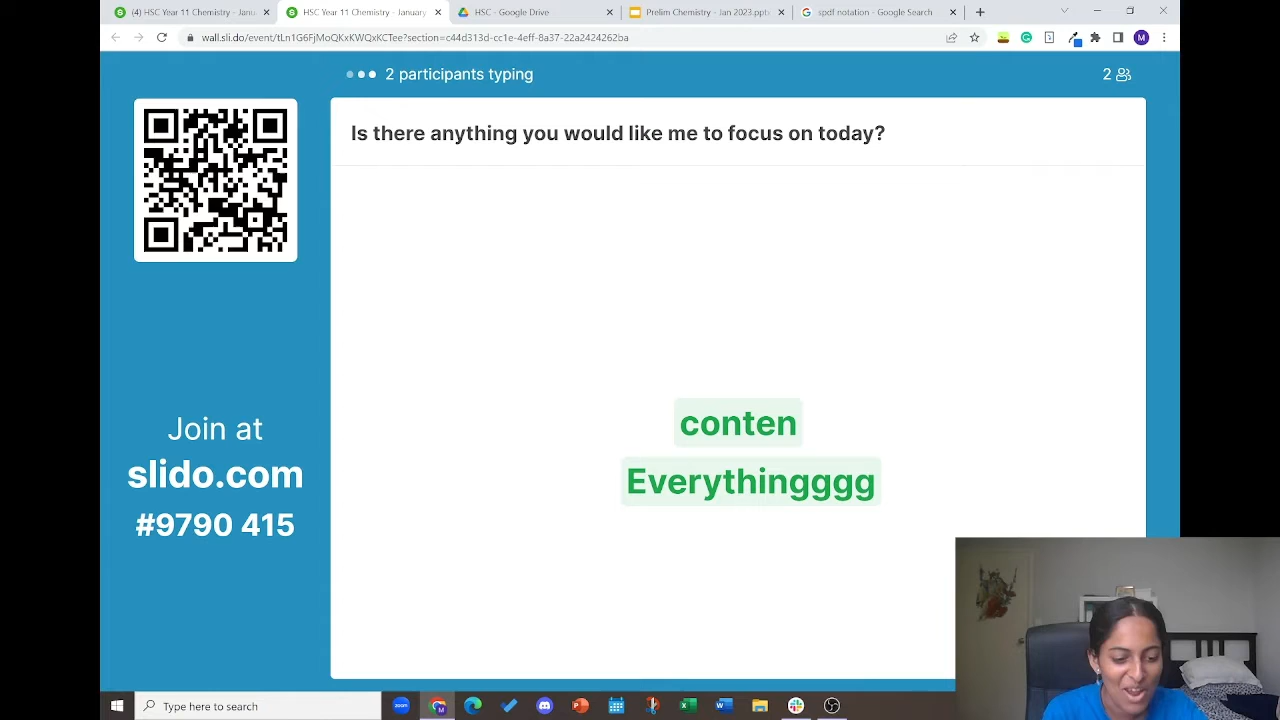 (4) HSC Year 11 Chemistry - Janu
HSC Year 11 Chemistry - January
HSC - Google Drive
Prelim Chemistry - Jan 2023.pptx
spdf notation - Google Search
wall.sli.do/event/tLn1G6FjMoQKxKWQxKCTee?section=c44d313d-cc1e-4eff-8a37-22a2424262ba
2 participants typing
2
Is there anything you would like me to focus on today?
conten
Everythingggg
Join at
slido.com
#9790 415
Type here to search